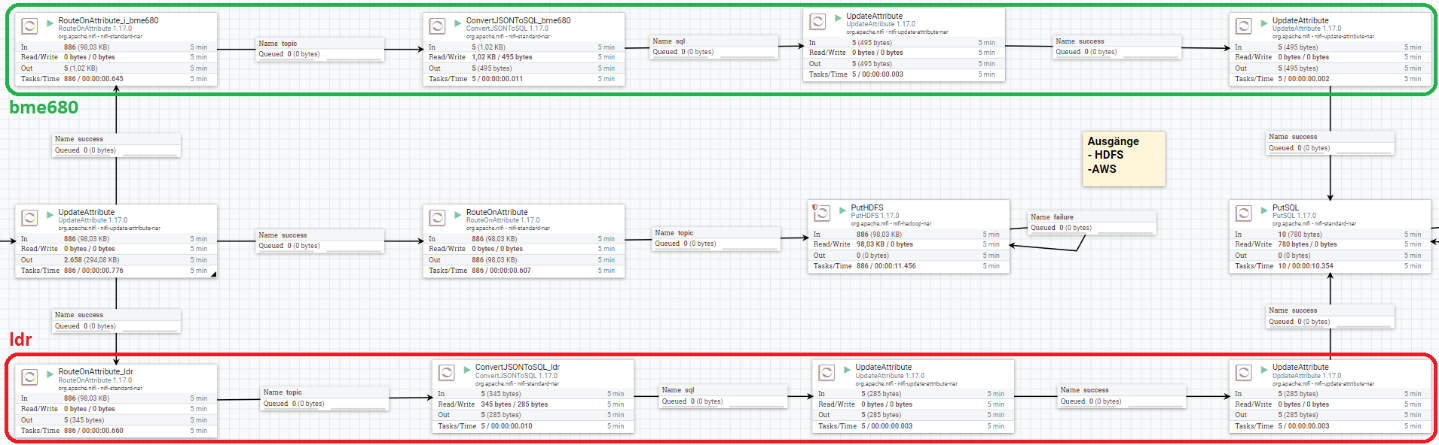 RouteOnAttribute_i_bme680
RouteOnAttribute 1.17.0
org.apache.nifi - nifi-standard-nar
In 886 (98,03 KB) 5 min
Read/Write 0 bytes / 0 bytes 5 min
Out 5 (1,02 KB) 5 min
Tasks/Time 886 / 00:00:00.645 5 min
Name topic
Queued 0 (0 bytes)
ConvertJSONToSQL_bme680
ConvertJSONToSQL 1.17.0
org.apache.nifi - nifi-standard-nar
In 5 (1,02 KB) 5 min
Read/Write 1,02 KB / 495 bytes 5 min
Out 5 (495 bytes) 5 min
Tasks/Time 5 / 00:00:00.011 5 min
Name sql
Queued 0 (0 bytes)
UpdateAttribute
UpdateAttribute 1.17.0
org.apache.nifi - nifi-update-attribute-nar
In 5 (495 bytes) 5 min
Read/Write 0 bytes / 0 bytes 5 min
Out 5 (495 bytes) 5 min
Tasks/Time 5 / 00:00:00.003 5 min
Name success
Queued 0 (0 bytes)
UpdateAttribute
UpdateAttribute 1.17.0
org.apache.nifi - nifi-update-attribute-nar
In 5 (495 bytes) 5 min
Read/Write 0 bytes / 0 bytes 5 min
Out 5 (495 bytes) 5 min
Tasks/Time 5 / 00:00:00.002 5 min
bme680
Name success
Queued 0 (0 bytes)
Ausgänge
- HDFS
-AWS
Name success
Queued 0 (0 bytes)
UpdateAttribute
UpdateAttribute 1.17.0
org.apache.nifi - nifi-update-attribute-nar
In 886 (98,03 KB) 5 min
Read/Write 0 bytes / 0 bytes 5 min
Out 2.658 (294,08 KB) 5 min
Tasks/Time 886 / 00:00:00.776 5 min
Name success
Queued 0 (0 bytes)
RouteOnAttribute
RouteOnAttribute 1.17.0
org.apache.nifi - nifi-standard-nar
In 886 (98,03 KB) 5 min
Read/Write 0 bytes / 0 bytes 5 min
Out 886 (98,03 KB) 5 min
Tasks/Time 886 / 00:00:00.607 5 min
Name topic
Queued 0 (0 bytes)
PutHDFS
PutHDFS 1.17.0
org.apache.nifi - nifi-hadoop-nar
In 886 (98,03 KB) 5 min
Read/Write 98,03 KB / 0 bytes 5 min
Out 0 (0 bytes) 5 min
Tasks/Time 886 / 00:00:11.456 5 min
Name failure
Queued 0 (0 bytes)
PutSQL
PutSQL 1.17.0
org.apache.nifi - nifi-standard-nar
In 10 (780 bytes) 5 min
Read/Write 780 bytes / 0 bytes 5 min
Out 0 (0 bytes) 5 min
Tasks/Time 10 / 00:00:10.354 5 min
Name success
Queued 0 (0 bytes)
Name success
Queued 0 (0 bytes)
ldr
RouteOnAttribute_ldr
RouteOnAttribute 1.17.0
org.apache.nifi - nifi-standard-nar
In 886 (98,03 KB) 5 min
Read/Write 0 bytes / 0 bytes 5 min
Out 5 (345 bytes) 5 min
Tasks/Time 886 / 00:00:00.660 5 min
Name topic
Queued 0 (0 bytes)
ConvertJSONToSQL_ldr
ConvertJSONToSQL 1.17.0
org.apache.nifi - nifi-standard-nar
In 5 (345 bytes) 5 min
Read/Write 345 bytes / 285 bytes 5 min
Out 5 (285 bytes) 5 min
Tasks/Time 5 / 00:00:00.010 5 min
Name sql
Queued 0 (0 bytes)
UpdateAttribute
UpdateAttribute 1.17.0
org.apache.nifi - nifi-update-attribute-nar
In 5 (285 bytes) 5 min
Read/Write 0 bytes / 0 bytes 5 min
Out 5 (285 bytes) 5 min
Tasks/Time 5 / 00:00:00.003 5 min
Name success
Queued 0 (0 bytes)
UpdateAttribute
UpdateAttribute 1.17.0
org.apache.nifi - nifi-update-attribute-nar
In 5 (285 bytes) 5 min
Read/Write 0 bytes / 0 bytes 5 min
Out 5 (285 bytes) 5 min
Tasks/Time 5 / 00:00:00.003 5 min